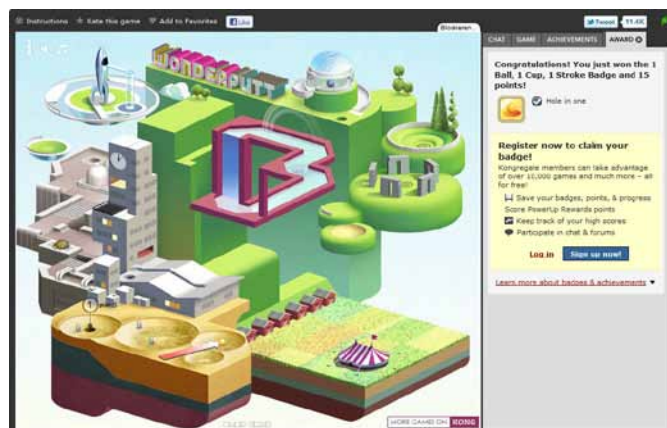 Instructions
Rate this game
Add to Favorites
Like
Tweet
11.4K
CHAT
GAME
ACHIEVEMENTS
AWARD
WONDERPUTT
Congratulations! You just won the 1
Ball, 1 Cup, 1 Stroke Badge and 15
points!
Hole in one
Register now to claim your
badge!
Kongregate members can take advantage
of over 10,000 games and much more – all
for free!
Save your badges, points, & progress
Score PowerUp Rewards points
Keep track of your high scores
Participate in chat & forums
Log in
Sign up now!
Learn more about badges & achievements
1
MORE GAMES ON KONG